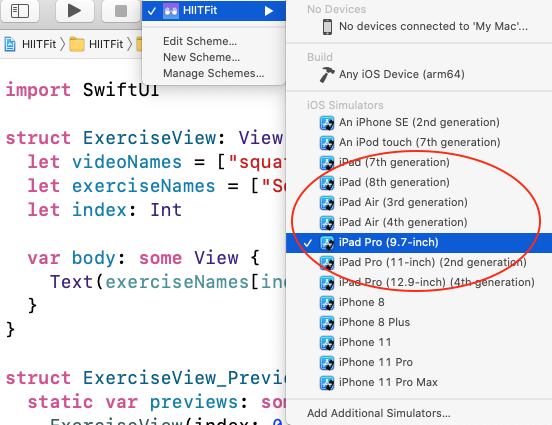 HIITFit
Edit Scheme...
New Scheme...
Manage Schemes...
HIITFit
HIITFit
import SwiftUI
struct ExerciseView: View
let videoNames = ["squat
let exerciseNames = ["S
let index: Int
var body: some View {
Text(exerciseNames[ind
}
}
struct ExerciseView_Previ
static var previews: som
ExerciseView(index: 0
No Devices
No devices connected to 'My Mac'...
Build
Any iOS Device (arm64)
iOS Simulators
An iPhone SE (2nd generation)
An iPod touch (7th generation)
iPad (7th generation)
iPad (8th generation)
iPad Air (3rd generation)
iPad Air (4th generation)
iPad Pro (9.7-inch)
iPad Pro (11-inch) (2nd generation)
iPad Pro (12.9-inch) (4th generation)
iPhone 8
iPhone 8 Plus
iPhone 11
iPhone 11 Pro
iPhone 11 Pro Max
Add Additional Simulators...